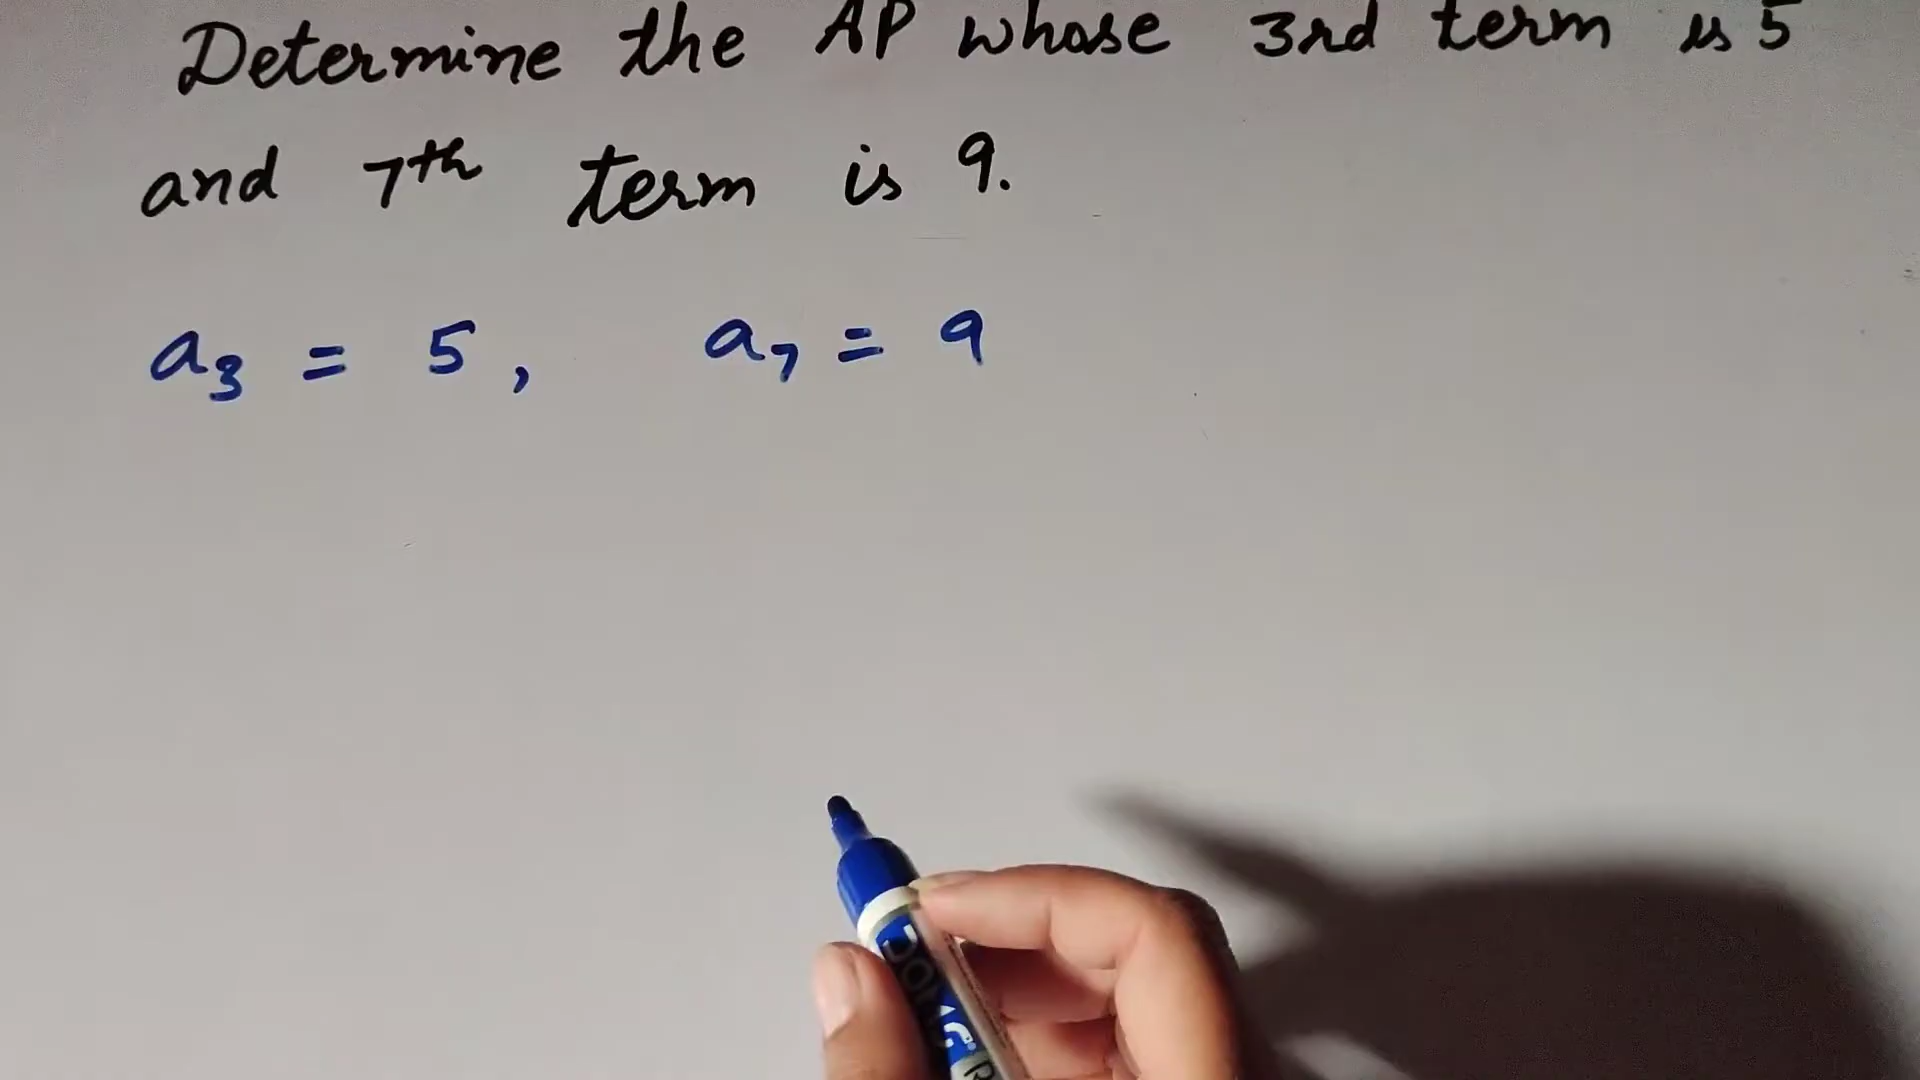 Determine the AP whose 3rd term is 5
and 7th term is 9.
a₃ = 5, a₇ = 9